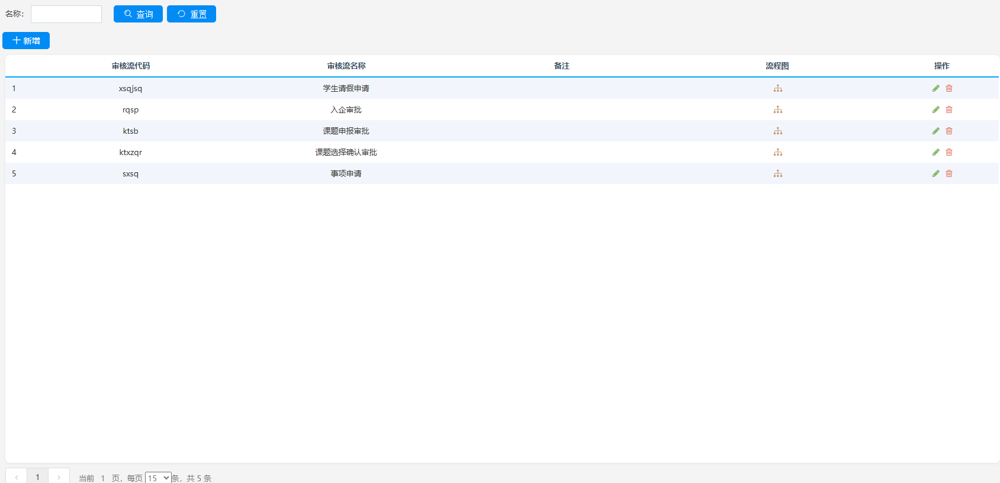 名称： 查询 重置
新增
审核流代码 审核流名称 备注 流程图 操作
1 xsqjsq 学生请假申请
2 rqsp 入企审批
3 ktsb 课题申报审批
4 ktxzqr 课题选择确认审批
5 sxsq 事项申请
1 当前 1 页，每页 15 条，共 5 条